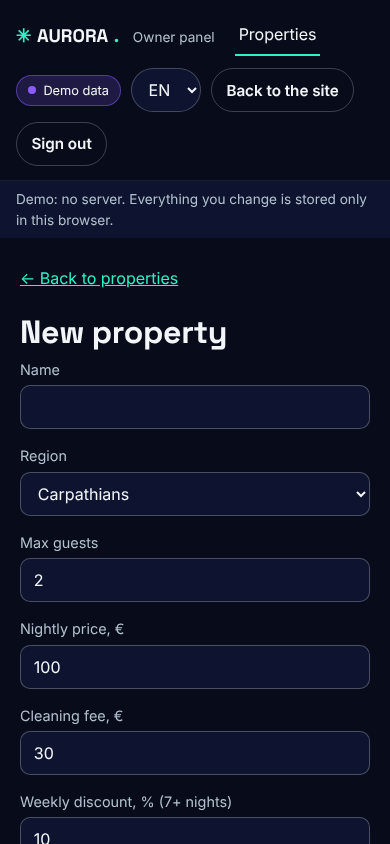 ✳ AURORA . Owner panel Properties
Demo data EN Back to the site
Sign out
Demo: no server. Everything you change is stored only
in this browser.
← Back to properties
New property
Name
Region
Carpathians
Max guests
2
Nightly price, €
100
Cleaning fee, €
30
Weekly discount, % (7+ nights)
10